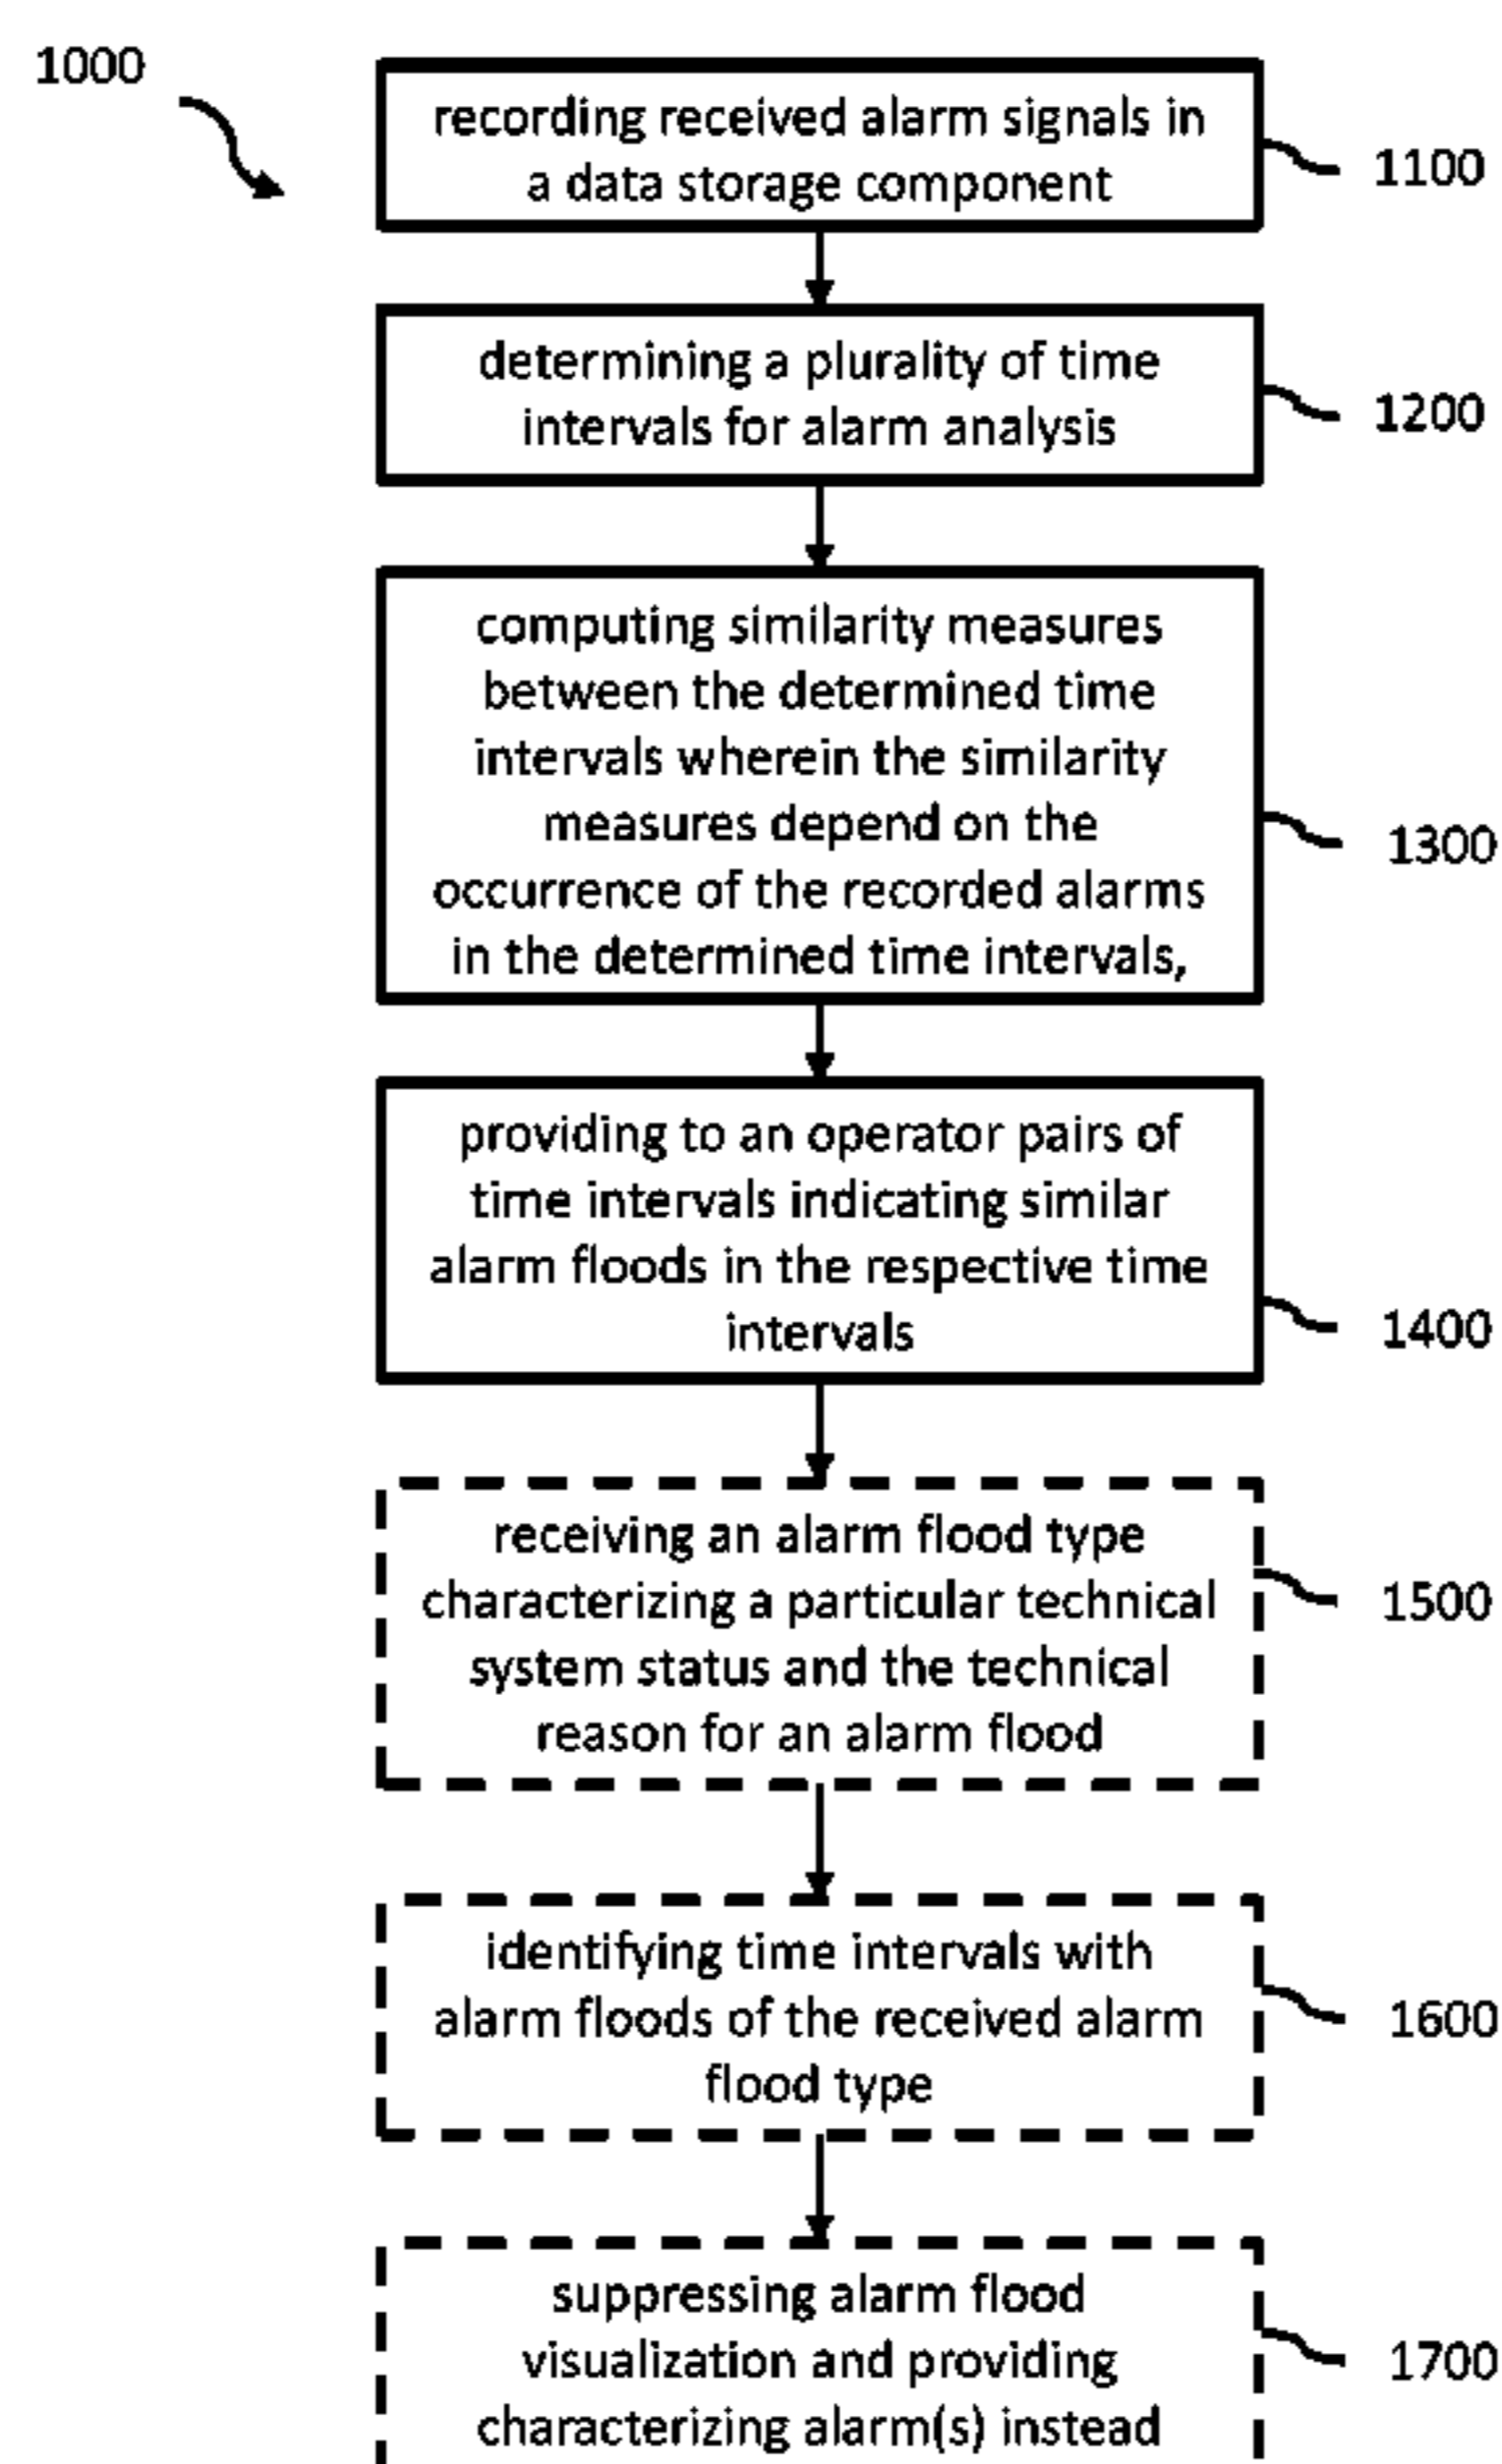 1000
recording received alarm signals in
a data storage component
1100
determining a plurality of time
intervals for alarm analysis
1200
computing similarity measures
between the determined time
intervals wherein the similarity
measures depend on the
occurrence of the recorded alarms
in the determined time intervals,
1300
providing to an operator pairs of
time intervals indicating similar
alarm floods in the respective time
intervals
1400
receiving an alarm flood type
characterizing a particular technical
system status and the technical
reason for an alarm flood
1500
identifying time intervals with
alarm floods of the received alarm
flood type
1600
suppressing alarm flood
visualization and providing
characterizing alarm(s) instead
1700